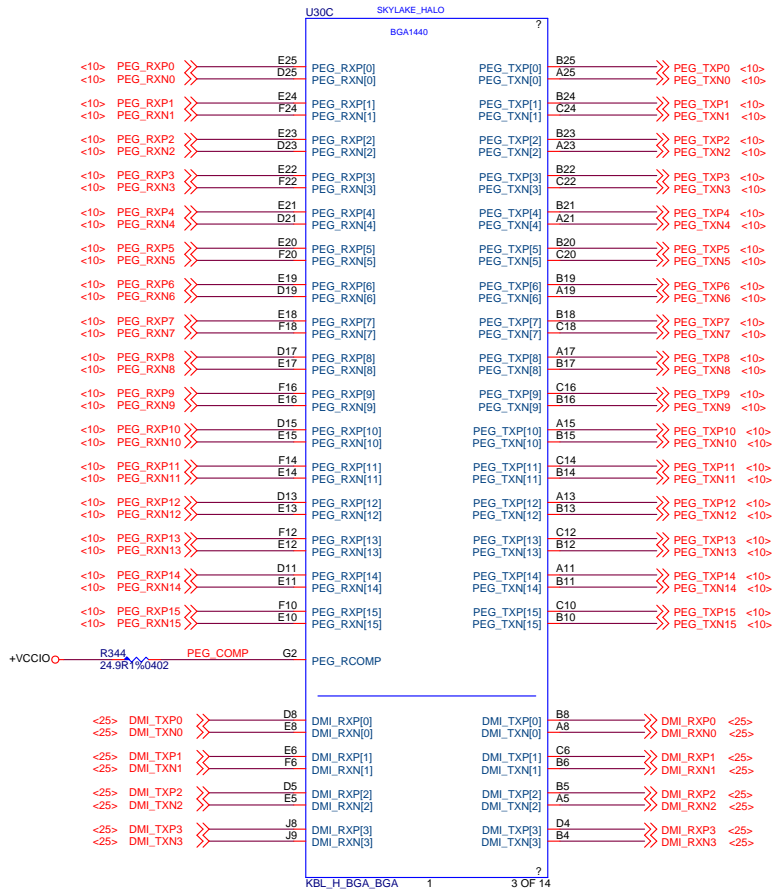 U30C SKYLAKE_HALO
?
BGA1440
<10> PEG_RXP0 E25 PEG_RXP[0] PEG_TXP[0] B25 PEG_TXP0 <10>
<10> PEG_RXN0 D25 PEG_RXN[0] PEG_TXN[0] A25 PEG_TXN0 <10>
<10> PEG_RXP1 E24 PEG_RXP[1] PEG_TXP[1] B24 PEG_TXP1 <10>
<10> PEG_RXN1 F24 PEG_RXN[1] PEG_TXN[1] C24 PEG_TXN1 <10>
<10> PEG_RXP2 E23 PEG_RXP[2] PEG_TXP[2] B23 PEG_TXP2 <10>
<10> PEG_RXN2 D23 PEG_RXN[2] PEG_TXN[2] A23 PEG_TXN2 <10>
<10> PEG_RXP3 E22 PEG_RXP[3] PEG_TXP[3] B22 PEG_TXP3 <10>
<10> PEG_RXN3 F22 PEG_RXN[3] PEG_TXN[3] C22 PEG_TXN3 <10>
<10> PEG_RXP4 E21 PEG_RXP[4] PEG_TXP[4] B21 PEG_TXP4 <10>
<10> PEG_RXN4 D21 PEG_RXN[4] PEG_TXN[4] A21 PEG_TXN4 <10>
<10> PEG_RXP5 E20 PEG_RXP[5] PEG_TXP[5] B20 PEG_TXP5 <10>
<10> PEG_RXN5 F20 PEG_RXN[5] PEG_TXN[5] C20 PEG_TXN5 <10>
<10> PEG_RXP6 E19 PEG_RXP[6] PEG_TXP[6] B19 PEG_TXP6 <10>
<10> PEG_RXN6 D19 PEG_RXN[6] PEG_TXN[6] A19 PEG_TXN6 <10>
<10> PEG_RXP7 E18 PEG_RXP[7] PEG_TXP[7] B18 PEG_TXP7 <10>
<10> PEG_RXN7 F18 PEG_RXN[7] PEG_TXN[7] C18 PEG_TXN7 <10>
<10> PEG_RXP8 D17 PEG_RXP[8] PEG_TXP[8] A17 PEG_TXP8 <10>
<10> PEG_RXN8 E17 PEG_RXN[8] PEG_TXN[8] B17 PEG_TXN8 <10>
<10> PEG_RXP9 F16 PEG_RXP[9] PEG_TXP[9] C16 PEG_TXP9 <10>
<10> PEG_RXN9 E16 PEG_RXN[9] PEG_TXN[9] B16 PEG_TXN9 <10>
<10> PEG_RXP10 D15 PEG_RXP[10] PEG_TXP[10] A15 PEG_TXP10 <10>
<10> PEG_RXN10 E15 PEG_RXN[10] PEG_TXN[10] B15 PEG_TXN10 <10>
<10> PEG_RXP11 F14 PEG_RXP[11] PEG_TXP[11] C14 PEG_TXP11 <10>
<10> PEG_RXN11 E14 PEG_RXN[11] PEG_TXN[11] B14 PEG_TXN11 <10>
<10> PEG_RXP12 D13 PEG_RXP[12] PEG_TXP[12] A13 PEG_TXP12 <10>
<10> PEG_RXN12 E13 PEG_RXN[12] PEG_TXN[12] B13 PEG_TXN12 <10>
<10> PEG_RXP13 F12 PEG_RXP[13] PEG_TXP[13] C12 PEG_TXP13 <10>
<10> PEG_RXN13 E12 PEG_RXN[13] PEG_TXN[13] B12 PEG_TXN13 <10>
<10> PEG_RXP14 D11 PEG_RXP[14] PEG_TXP[14] A11 PEG_TXP14 <10>
<10> PEG_RXN14 E11 PEG_RXN[14] PEG_TXN[14] B11 PEG_TXN14 <10>
<10> PEG_RXP15 F10 PEG_RXP[15] PEG_TXP[15] C10 PEG_TXP15 <10>
<10> PEG_RXN15 E10 PEG_RXN[15] PEG_TXN[15] B10 PEG_TXN15 <10>
+VCCIO R344 PEG_COMP G2 PEG_RCOMP
24.9R1%0402
<25> DMI_TXP0 D8 DMI_RXP[0] DMI_TXP[0] B8 DMI_RXP0 <25>
<25> DMI_TXN0 E8 DMI_RXN[0] DMI_TXN[0] A8 DMI_RXN0 <25>
<25> DMI_TXP1 E6 DMI_RXP[1] DMI_TXP[1] C6 DMI_RXP1 <25>
<25> DMI_TXN1 F6 DMI_RXN[1] DMI_TXN[1] B6 DMI_RXN1 <25>
<25> DMI_TXP2 D5 DMI_RXP[2] DMI_TXP[2] B5 DMI_RXP2 <25>
<25> DMI_TXN2 E5 DMI_RXN[2] DMI_TXN[2] A5 DMI_RXN2 <25>
<25> DMI_TXP3 J8 DMI_RXP[3] DMI_TXP[3] D4 DMI_RXP3 <25>
<25> DMI_TXN3 J9 DMI_RXN[3] DMI_TXN[3] B4 DMI_RXN3 <25>
?
KBL_H_BGA_BGA 1 3 OF 14